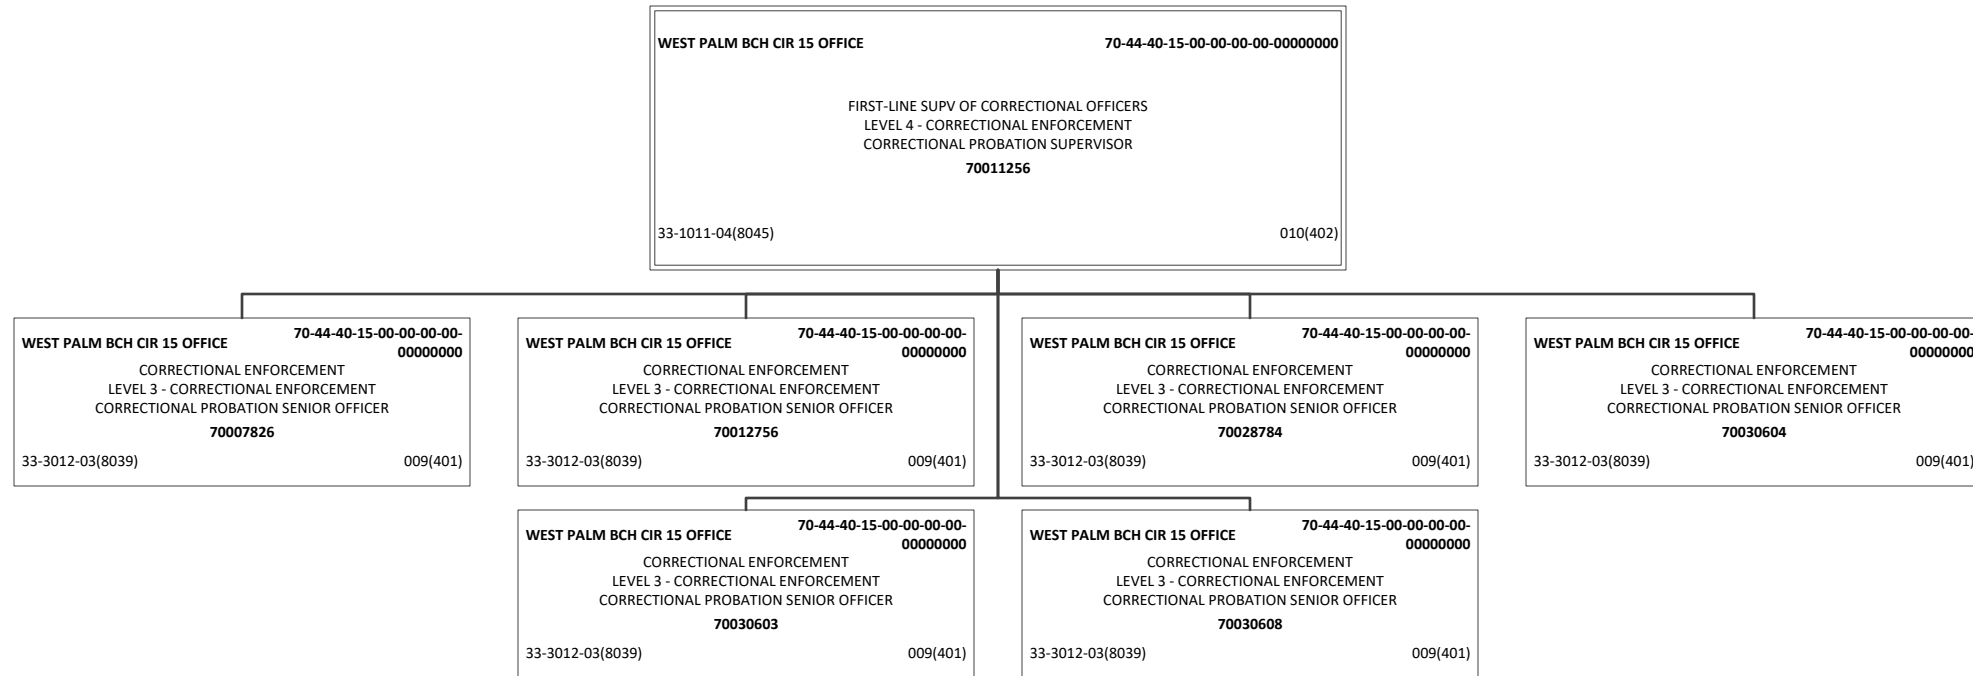 WEST PALM BCH CIR 15 OFFICE 70-44-40-15-00-00-00-00-00000000
FIRST-LINE SUPV OF CORRECTIONAL OFFICERS
LEVEL 4 - CORRECTIONAL ENFORCEMENT
CORRECTIONAL PROBATION SUPERVISOR
70011256
33-1011-04(8045) 010(402)
WEST PALM BCH CIR 15 OFFICE 70-44-40-15-00-00-00-00-
00000000
CORRECTIONAL ENFORCEMENT
LEVEL 3 - CORRECTIONAL ENFORCEMENT
CORRECTIONAL PROBATION SENIOR OFFICER
70007826
33-3012-03(8039) 009(401)
WEST PALM BCH CIR 15 OFFICE 70-44-40-15-00-00-00-00-
00000000
CORRECTIONAL ENFORCEMENT
LEVEL 3 - CORRECTIONAL ENFORCEMENT
CORRECTIONAL PROBATION SENIOR OFFICER
70012756
33-3012-03(8039) 009(401)
WEST PALM BCH CIR 15 OFFICE 70-44-40-15-00-00-00-00-
00000000
CORRECTIONAL ENFORCEMENT
LEVEL 3 - CORRECTIONAL ENFORCEMENT
CORRECTIONAL PROBATION SENIOR OFFICER
70028784
33-3012-03(8039) 009(401)
WEST PALM BCH CIR 15 OFFICE 70-44-40-15-00-00-00-00-
00000000
CORRECTIONAL ENFORCEMENT
LEVEL 3 - CORRECTIONAL ENFORCEMENT
CORRECTIONAL PROBATION SENIOR OFFICER
70030604
33-3012-03(8039) 009(401)
WEST PALM BCH CIR 15 OFFICE 70-44-40-15-00-00-00-00-
00000000
CORRECTIONAL ENFORCEMENT
LEVEL 3 - CORRECTIONAL ENFORCEMENT
CORRECTIONAL PROBATION SENIOR OFFICER
70030603
33-3012-03(8039) 009(401)
WEST PALM BCH CIR 15 OFFICE 70-44-40-15-00-00-00-00-
00000000
CORRECTIONAL ENFORCEMENT
LEVEL 3 - CORRECTIONAL ENFORCEMENT
CORRECTIONAL PROBATION SENIOR OFFICER
70030608
33-3012-03(8039) 009(401)